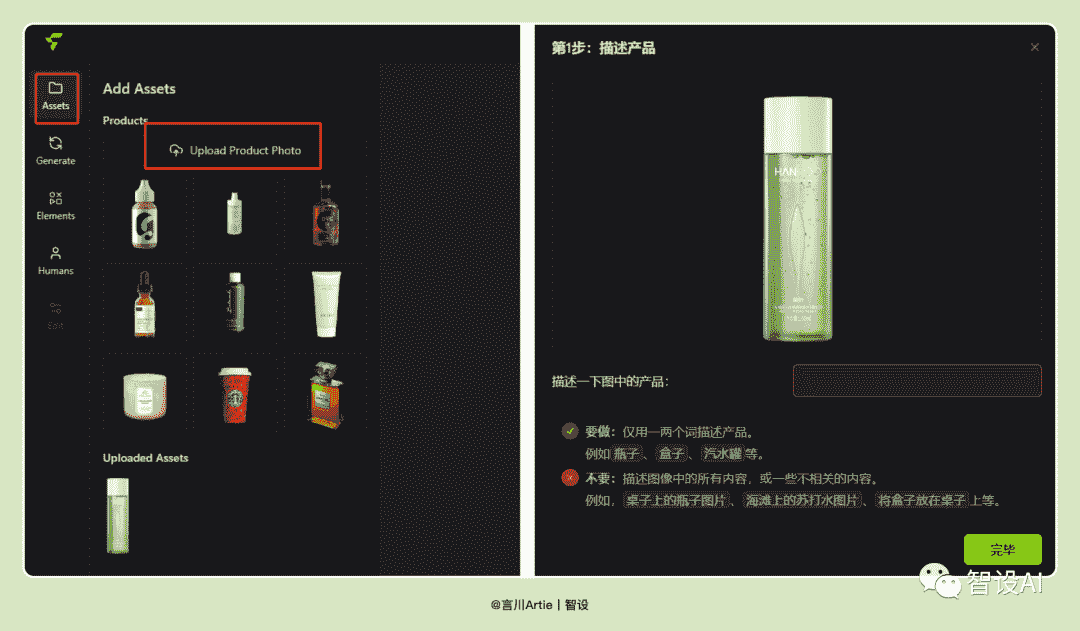 Assets
Generate
Elements
Humans
Edit
Add Assets
Products
Upload Product Photo
Uploaded Assets
第1步：描述产品
HAN
描述一下图中的产品：
要做：仅用一两个词描述产品。
例如瓶子、盒子、汽水罐等。
不要：描述图像中的所有内容，或一些不相关的内容。
例如，桌子上的瓶子图片、海滩上的苏打水图片、将盒子放在桌子上等。
完毕
智设AI
@言川Artie | 智设